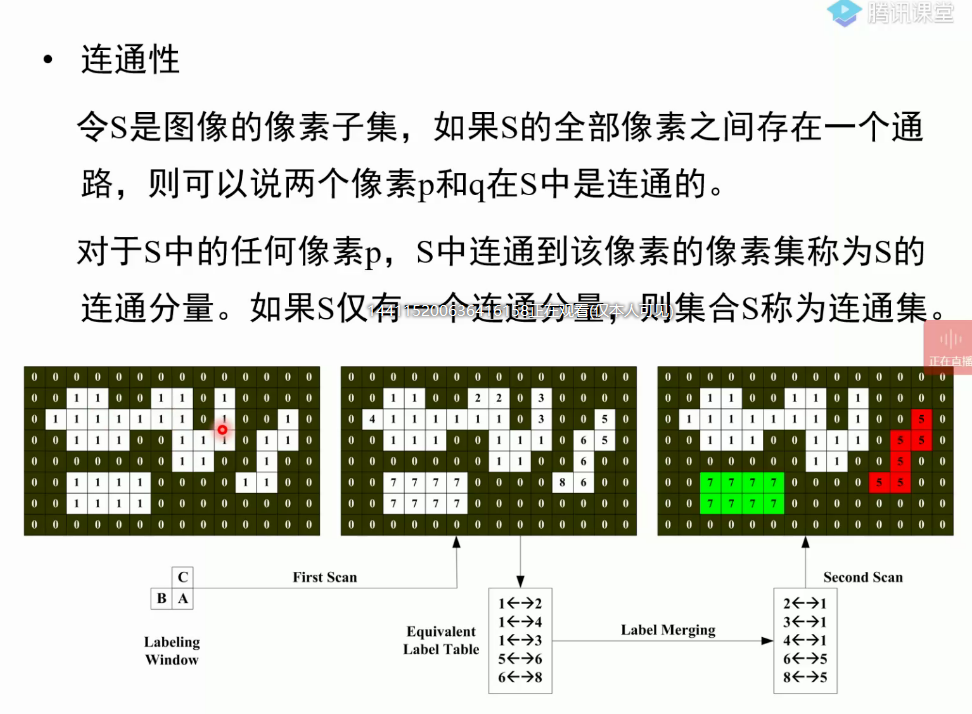 腾讯课堂
• 连通性
令S是图像的像素子集，如果S的全部像素之间存在一个通
路，则可以说两个像素p和q在S中是连通的。
对于S中的任何像素p，S中连通到该像素的像素集称为S的
连通分量。如果S仅有一个连通分量，则集合S称为连通集。
正在观看(仅本人可见)
正在直播
0 0 0 0 0 0 0 0 0 0 0 0 0 0 0 0 0 0 0 0 0 0 0 0 0 0 0 0 0 0 0 0 0 0 0 0 0 0 0 0 0 0
0 0 1 1 0 0 1 1 0 1 0 0 0 0 0 0 1 1 0 0 2 2 0 3 0 0 0 0 0 0 1 1 0 0 1 1 0 1 0 0 0 0
0 1 1 1 1 1 1 1 0 1 0 0 1 0 0 4 1 1 1 1 1 1 0 3 0 0 5 0 0 1 1 1 1 1 1 1 0 1 0 0 5 0
0 0 1 1 1 0 0 1 1 1 0 1 1 0 0 0 1 1 1 0 0 1 1 1 0 6 5 0 0 0 1 1 1 0 0 1 1 1 0 5 5 0
0 0 0 0 0 0 0 1 1 0 0 1 0 0 0 0 0 0 0 0 0 1 1 0 0 6 0 0 0 0 0 0 0 0 0 1 1 0 0 5 0 0
0 0 1 1 1 1 0 0 0 0 1 1 0 0 0 0 7 7 7 7 0 0 0 0 8 6 0 0 0 0 7 7 7 7 0 0 0 0 5 5 0 0
0 0 1 1 1 1 0 0 0 0 0 0 0 0 0 0 7 7 7 7 0 0 0 0 0 0 0 0 0 0 7 7 7 7 0 0 0 0 0 0 0 0
0 0 0 0 0 0 0 0 0 0 0 0 0 0 0 0 0 0 0 0 0 0 0 0 0 0 0 0 0 0 0 0 0 0 0 0 0 0 0 0 0 0
C
B A
Labeling
Window
First Scan
Equivalent
Label Table
1←→2
1←→4
1←→3
5←→6
6←→8
Label Merging
2←→1
3←→1
4←→1
6←→5
8←→5
Second Scan